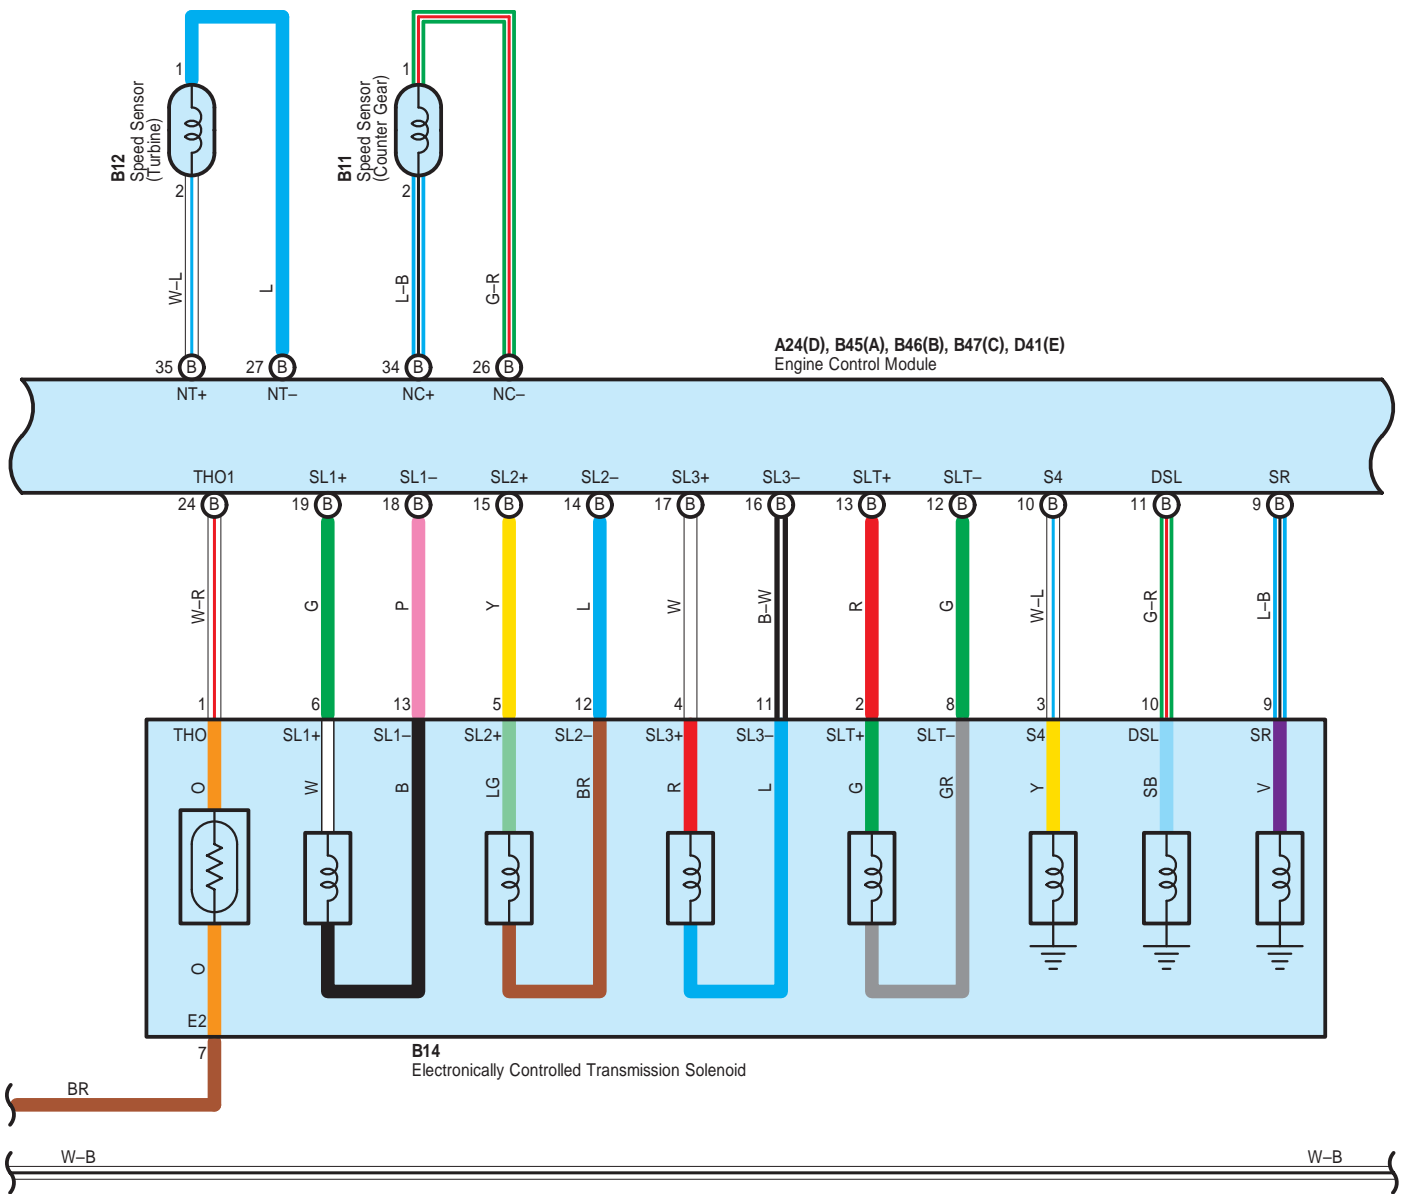 1
1
B12
Speed Sensor
(Turbine)
B11
Speed Sensor
(Counter Gear)
2
2
W–L
L
L–B
G–R
A24(D), B45(A), B46(B), B47(C), D41(E)
Engine Control Module
35 B
27 B
34 B
26 B
NT+
NT–
NC+
NC–
THO1
SL1+
SL1–
SL2+
SL2–
SL3+
SL3–
SLT+
SLT–
S4
DSL
SR
24 B
19 B
18 B
15 B
14 B
17 B
16 B
13 B
12 B
10 B
11 B
9 B
W–R
G
P
Y
L
W
B–W
R
G
W–L
G–R
L–B
1
6
13
5
12
4
11
2
8
3
10
9
THO
SL1+
SL1–
SL2+
SL2–
SL3+
SL3–
SLT+
SLT–
S4
DSL
SR
O
W
B
LG
BR
R
L
G
GR
Y
SB
V
O
E2
7
B14
Electronically Controlled Transmission Solenoid
BR
W–B
W–B